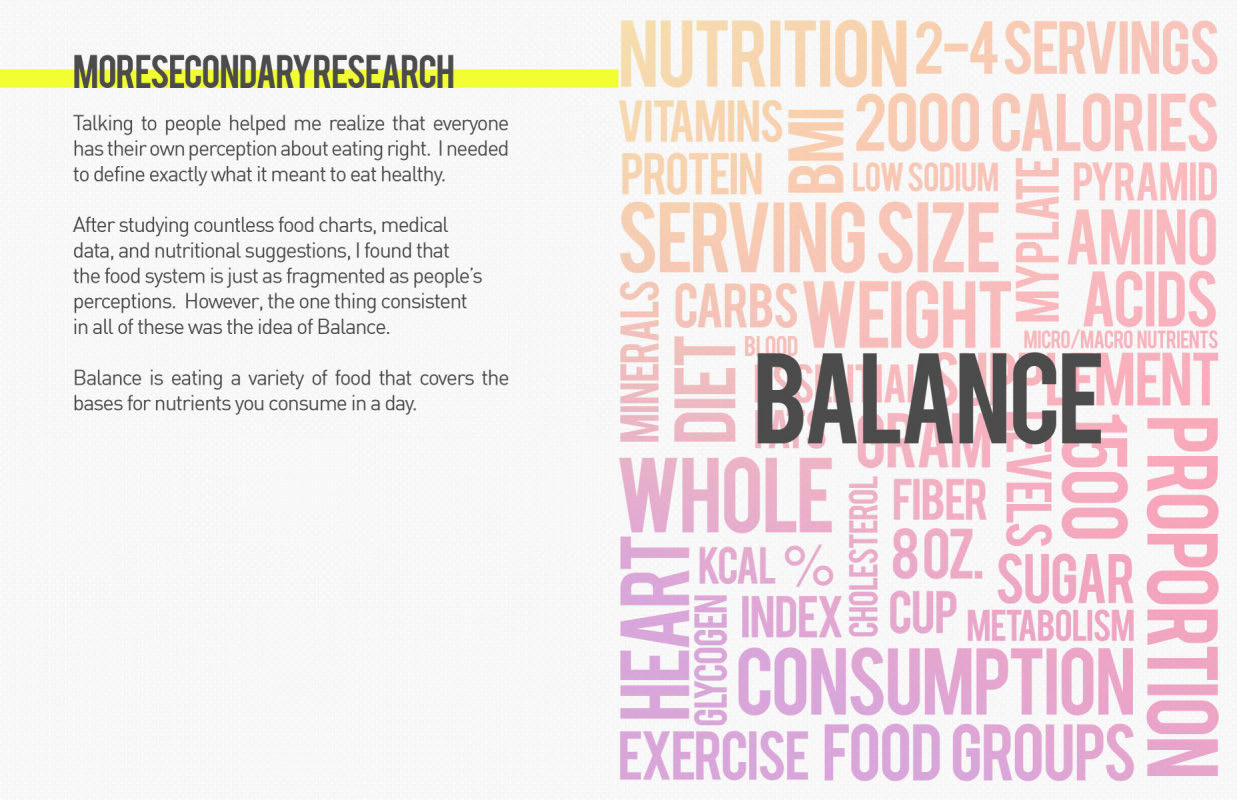 MORESECONDARYRESEARCH
Talking to people helped me realize that everyone
has their own perception about eating right. I needed
to define exactly what it meant to eat healthy.
After studying countless food charts, medical
data, and nutritional suggestions, I found that
the food system is just as fragmented as people's
perceptions. However, the one thing consistent
in all of these was the idea of Balance.
Balance is eating a variety of food that covers the
bases for nutrients you consume in a day.
NUTRITION
2-4 SERVINGS
VITAMINS
BMI
2000 CALORIES
PROTEIN
LOW SODIUM
MYPLATE
PYRAMID
SERVING SIZE
AMINO
ACIDS
MINERALS
CARBS
WEIGHT
MICRO/MACRO NUTRIENTS
DIET
BLOOD
ESSENTIAL
FATS
SUPPLEMENT
BALANCE
GRAM
LEVELS
1500
PROPORTION
WHOLE
CHOLESTEROL
FIBER
HEART
KCAL %
8 OZ.
SUGAR
GLYCOGEN
INDEX
CUP
METABOLISM
CONSUMPTION
EXERCISE
FOOD GROUPS